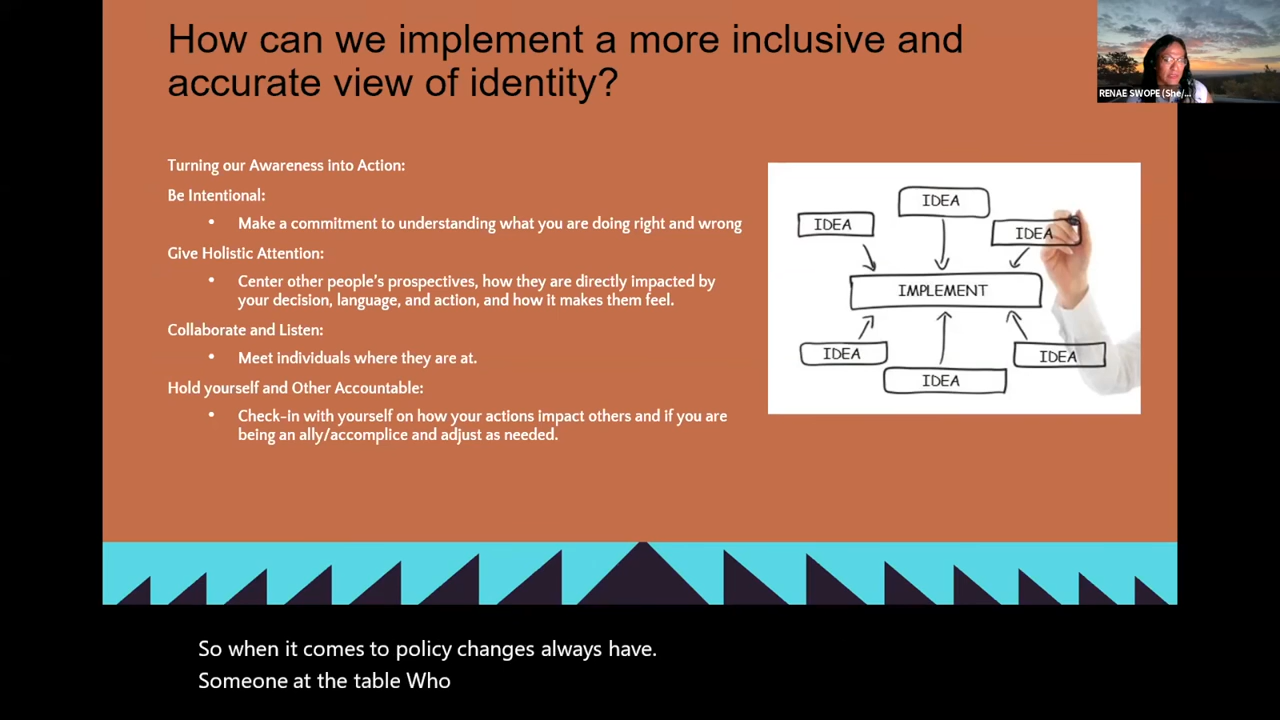 How can we implement a more inclusive and
accurate view of identity?
RENAE SWOPE (She/...
Turning our Awareness into Action:
Be Intentional:
• Make a commitment to understanding what you are doing right and wrong
Give Holistic Attention:
• Center other people's prospectives, how they are directly impacted by
your decision, language, and action, and how it makes them feel.
Collaborate and Listen:
• Meet individuals where they are at.
Hold yourself and Other Accountable:
• Check-in with yourself on how your actions impact others and if you are
being an ally/accomplice and adjust as needed.
IDEA
IDEA
IDEA
IMPLEMENT
IDEA
IDEA
IDEA
So when it comes to policy changes always have.
Someone at the table Who